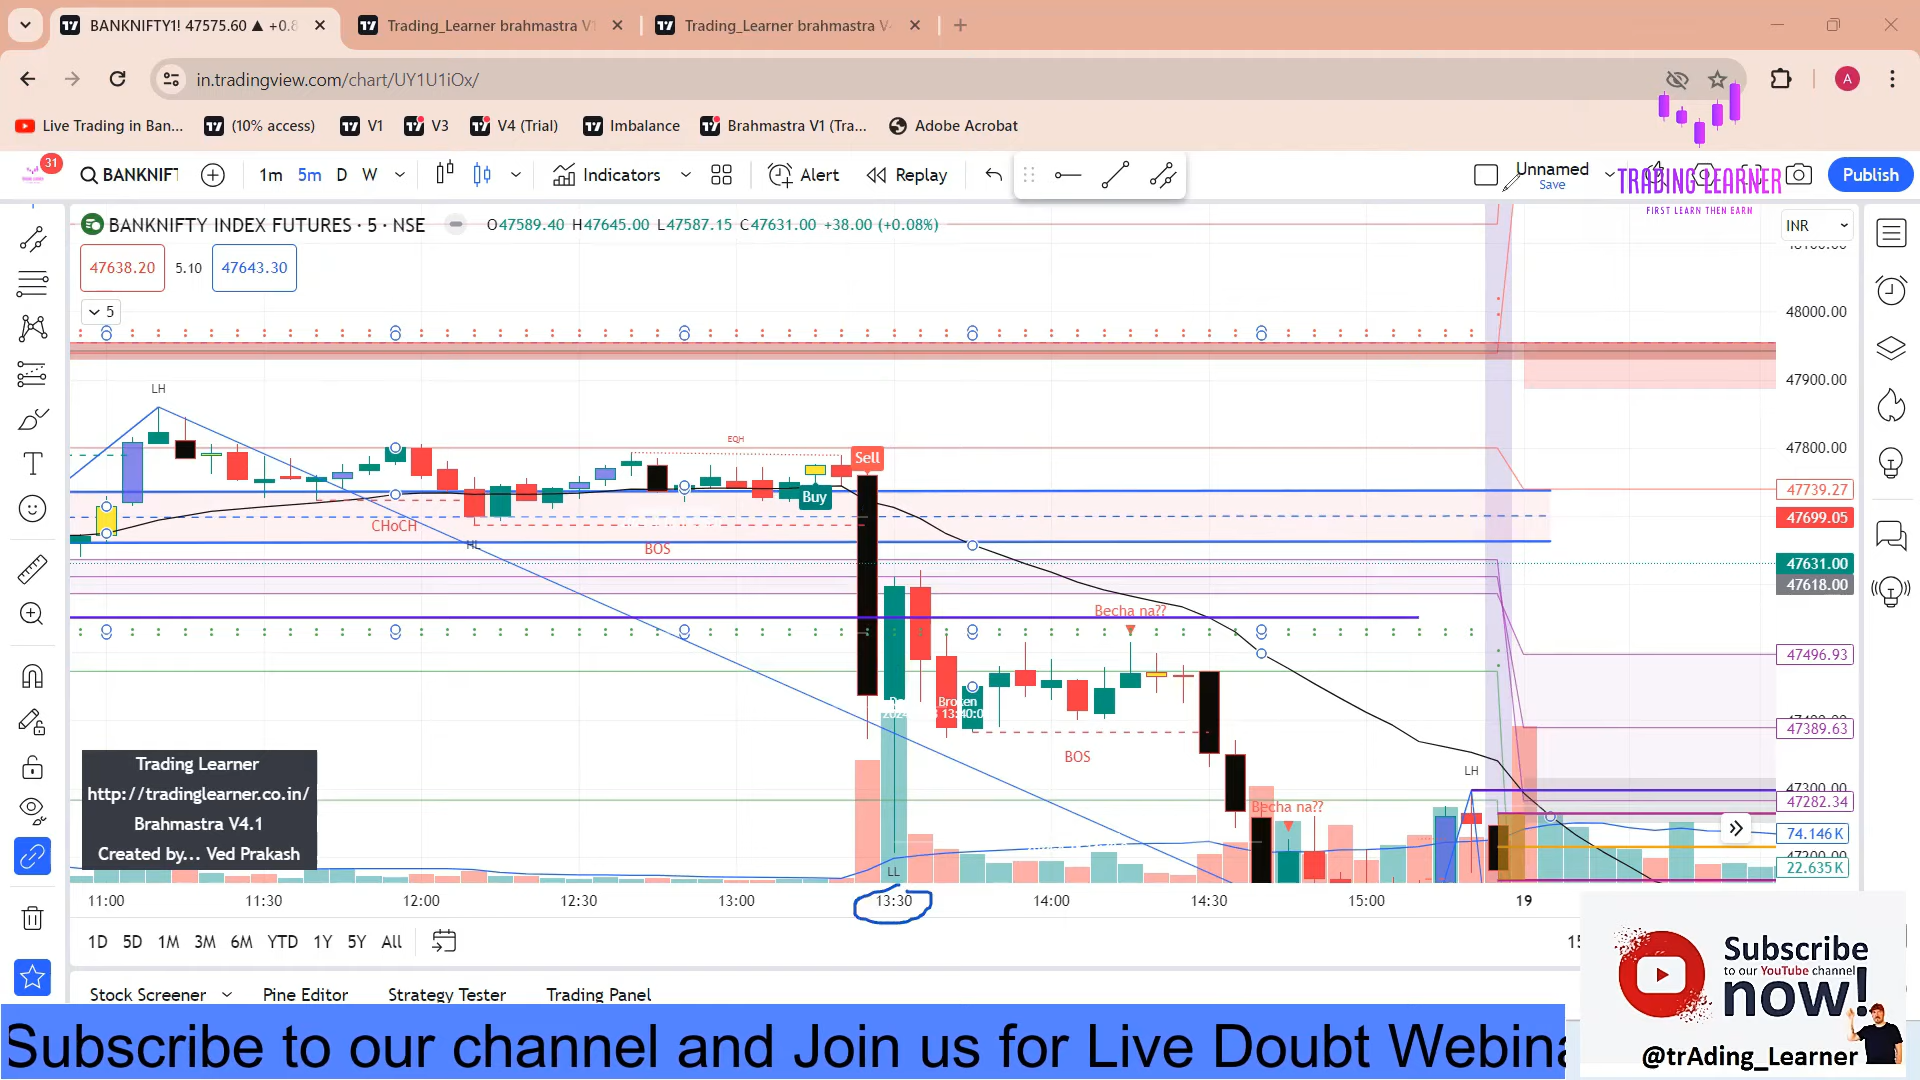 BANKNIFTY1! 47575.60 ▲ +0.8
Trading_Learner brahmastra V
Trading_Learner brahmastra V
in.tradingview.com/chart/UY1U1iOx/
A
Live Trading in Ban...
(10% access)
V1
V3
V4 (Trial)
Imbalance
Brahmastra V1 (Tra...
Adobe Acrobat
31
BANKNIF
1m
5m
D
W
Indicators
Alert
Replay
Unnamed
Save
Publish
TRADING LEARNER
FIRST LEARN THEN EARN
BANKNIFTY INDEX FUTURES · 5 · NSE
O47589.40 H47645.00 L47587.15 C47631.00 +38.00 (+0.08%)
INR
47638.20
5.10
47643.30
5
48000.00
47900.00
47800.00
47739.27
47699.05
47631.00
47618.00
47496.93
47389.63
47300.00
47282.34
74.146K
22.635K
LH
EQH
Sell
Buy
CHoCH
HL
BOS
Becha na??
Broken
13:40:0
BOS
Becha na??
LH
LL
Trading Learner
http://tradinglearner.co.in/
Brahmastra V4.1
Created by... Ved Prakash
11:00
11:30
12:00
12:30
13:00
13:30
14:00
14:30
15:00
19
1D
5D
1M
3M
6M
YTD
1Y
5Y
All
Stock Screener
Pine Editor
Strategy Tester
Trading Panel
Subscribe
to our YouTube channel
now!
@trAding_Learner
Subscribe to our channel and Join us for Live Doubt Webina